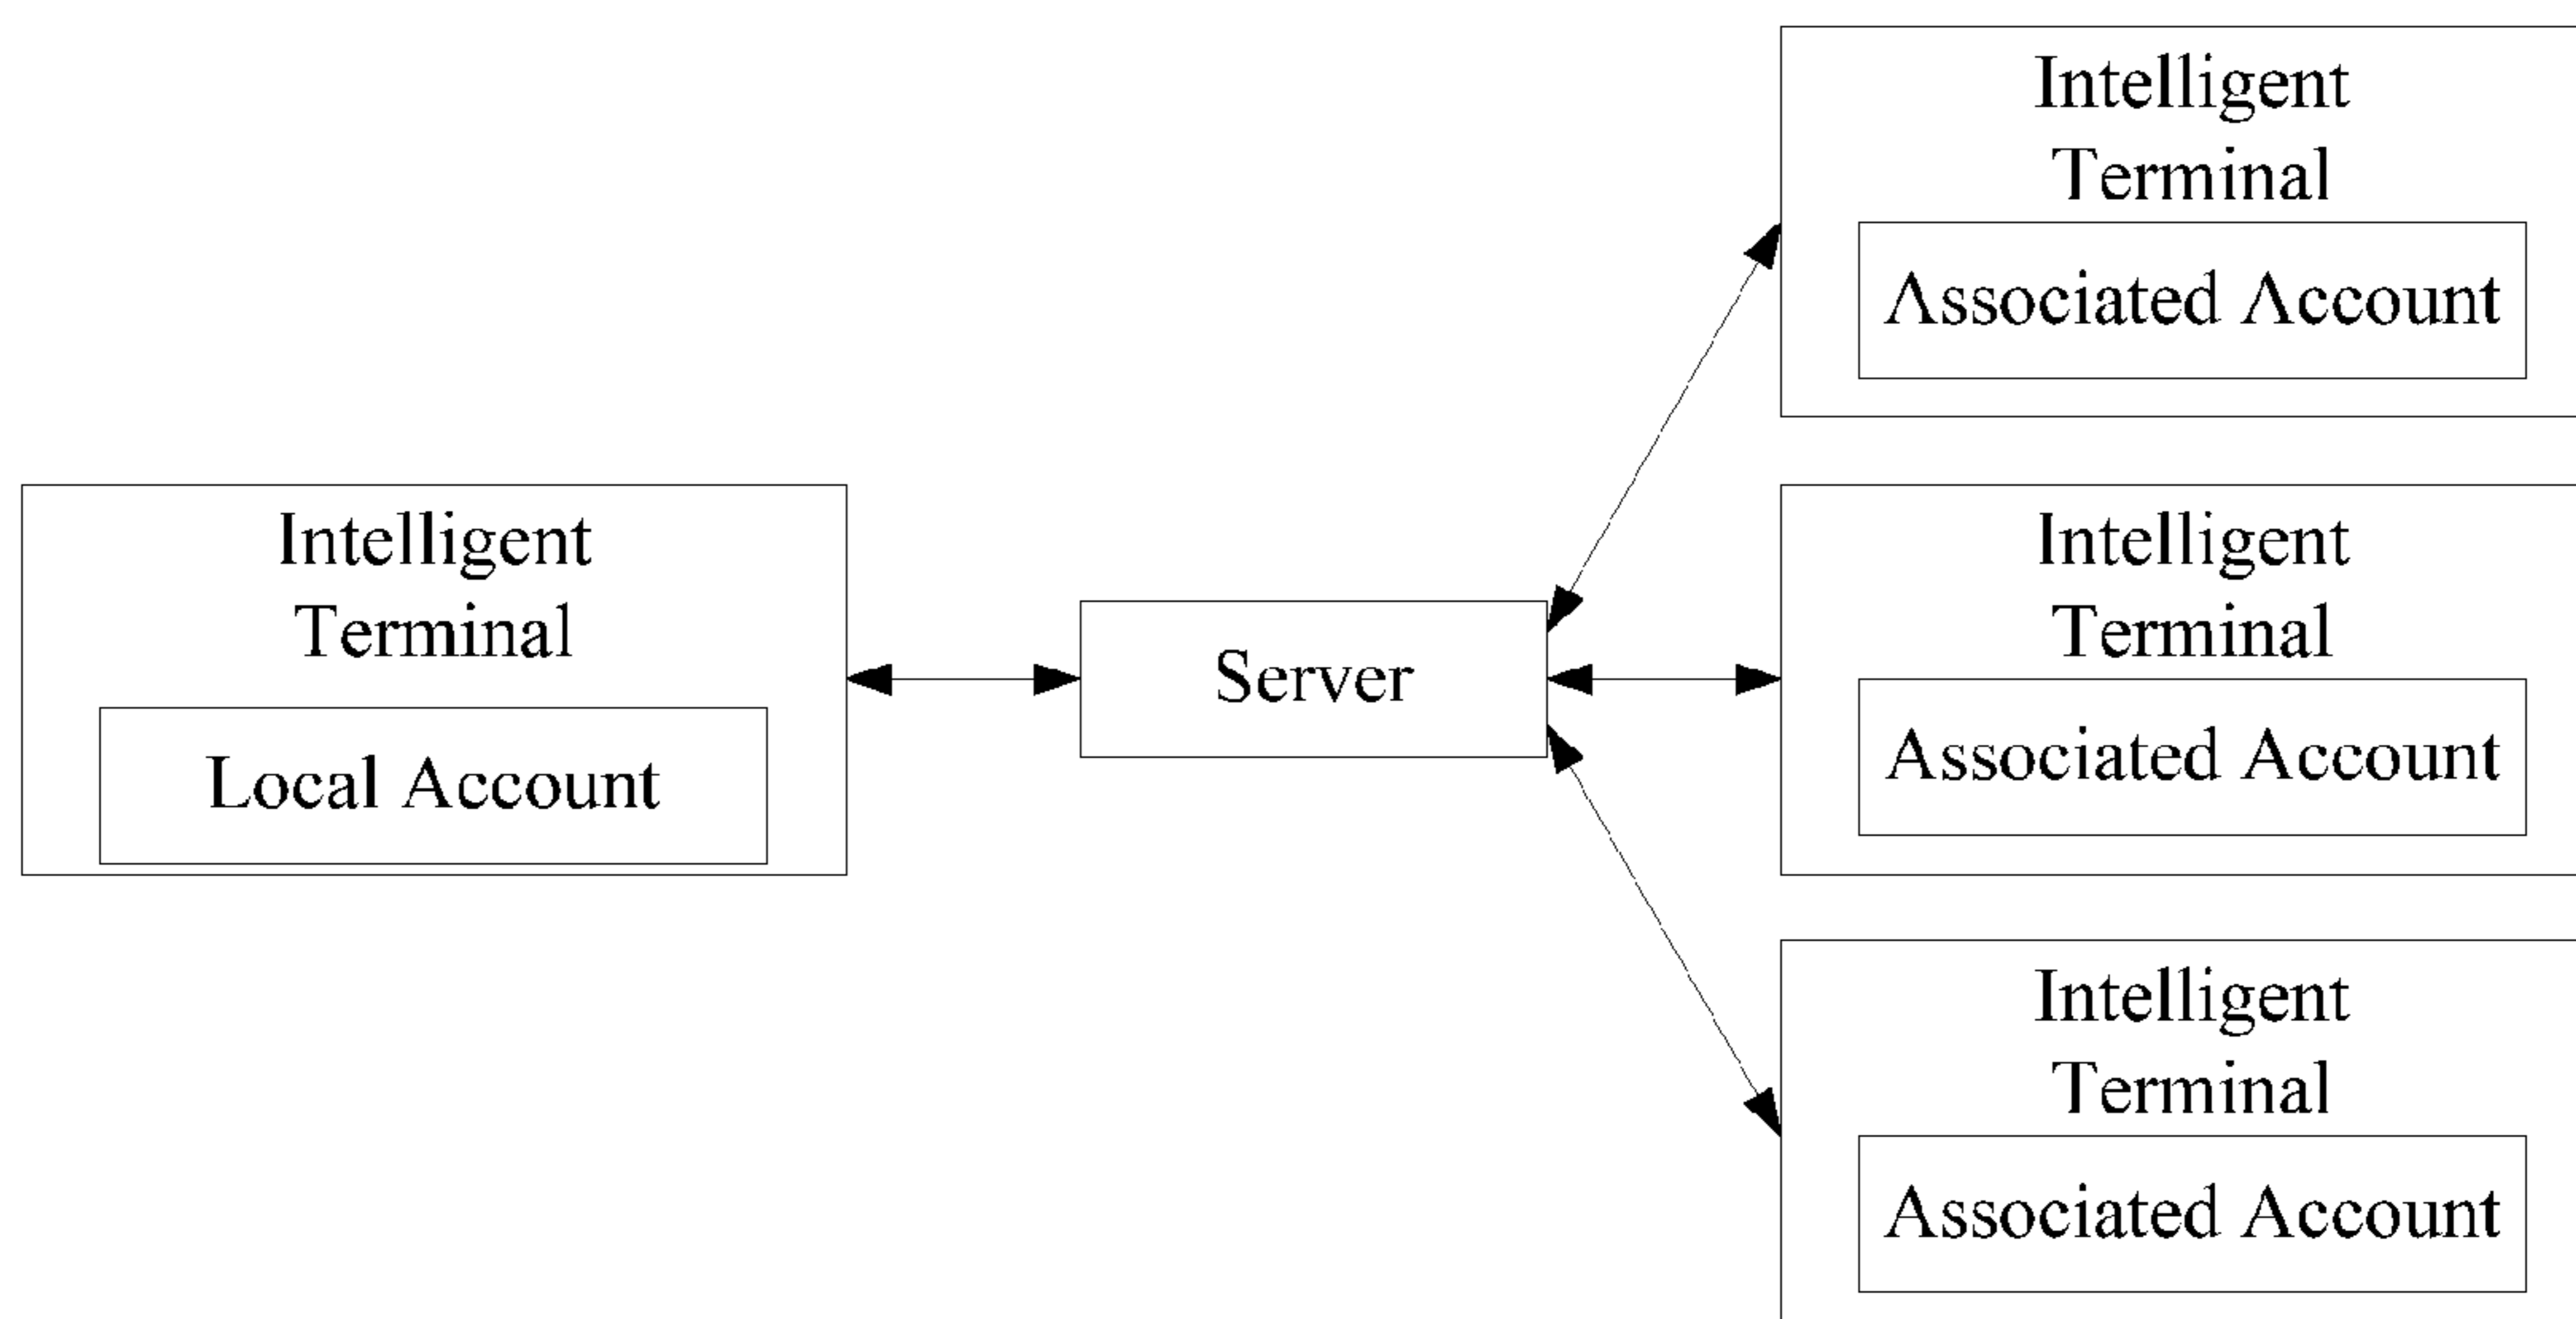 Intelligent
Terminal
Local Account
Server
Intelligent
Terminal
Associated Account
Intelligent
Terminal
Associated Account
Intelligent
Terminal
Associated Account